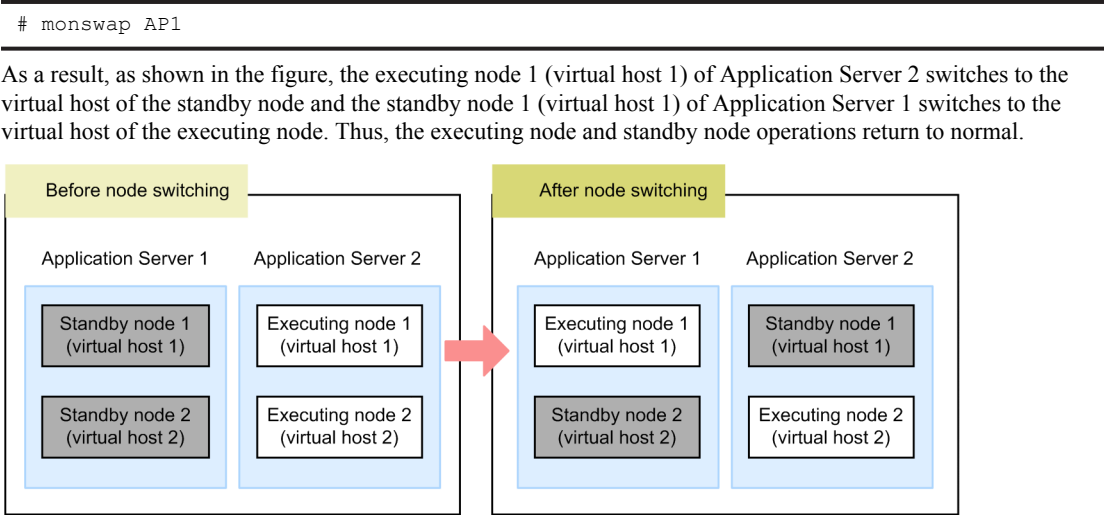 # monswap AP1
As a result, as shown in the figure, the executing node 1 (virtual host 1) of Application Server 2 switches to the
virtual host of the standby node and the standby node 1 (virtual host 1) of Application Server 1 switches to the
virtual host of the executing node. Thus, the executing node and standby node operations return to normal.
Before node switching
Application Server 1
Application Server 2
Standby node 1
(virtual host 1)
Executing node 1
(virtual host 1)
Standby node 2
(virtual host 2)
Executing node 2
(virtual host 2)
After node switching
Application Server 1
Application Server 2
Executing node 1
(virtual host 1)
Standby node 1
(virtual host 1)
Standby node 2
(virtual host 2)
Executing node 2
(virtual host 2)